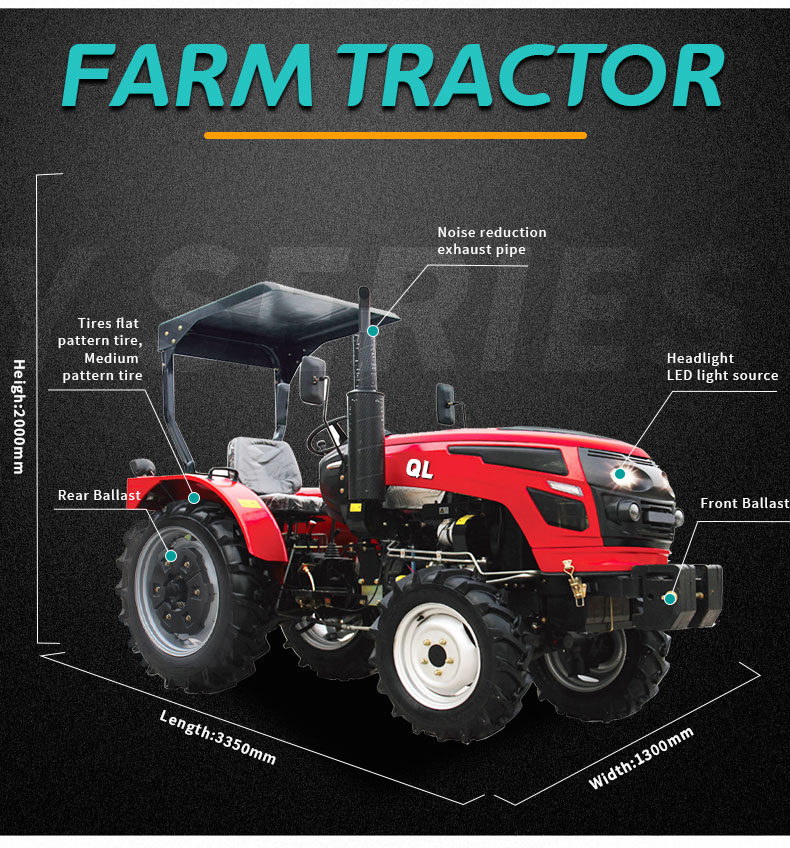 FARM TRACTOR
Y SERIES
Noise reduction
exhaust pipe
Tires flat
pattern tire,
Medium
pattern tire
Headlight
LED light source
Heigh:2000mm
QL
Rear Ballast
Front Ballast
Length:3350mm
Width:1300mm